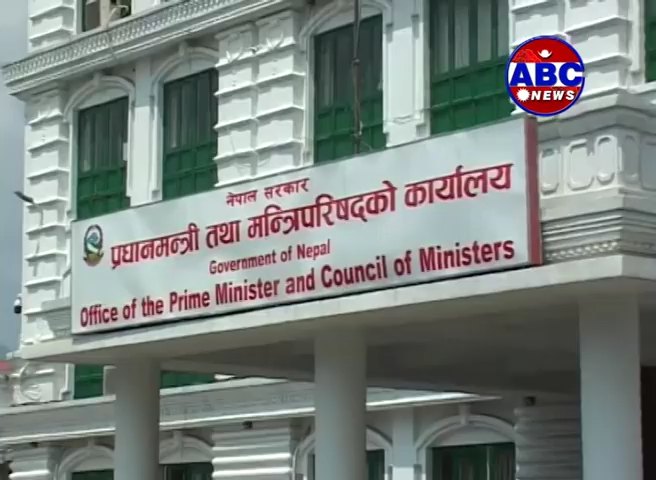 ABC
NEWS
नेपाल सरकार
प्रधानमन्त्री तथा मन्त्रिपरिषद्को कार्यालय
Government of Nepal
Office of the Prime Minister and Council of Ministers